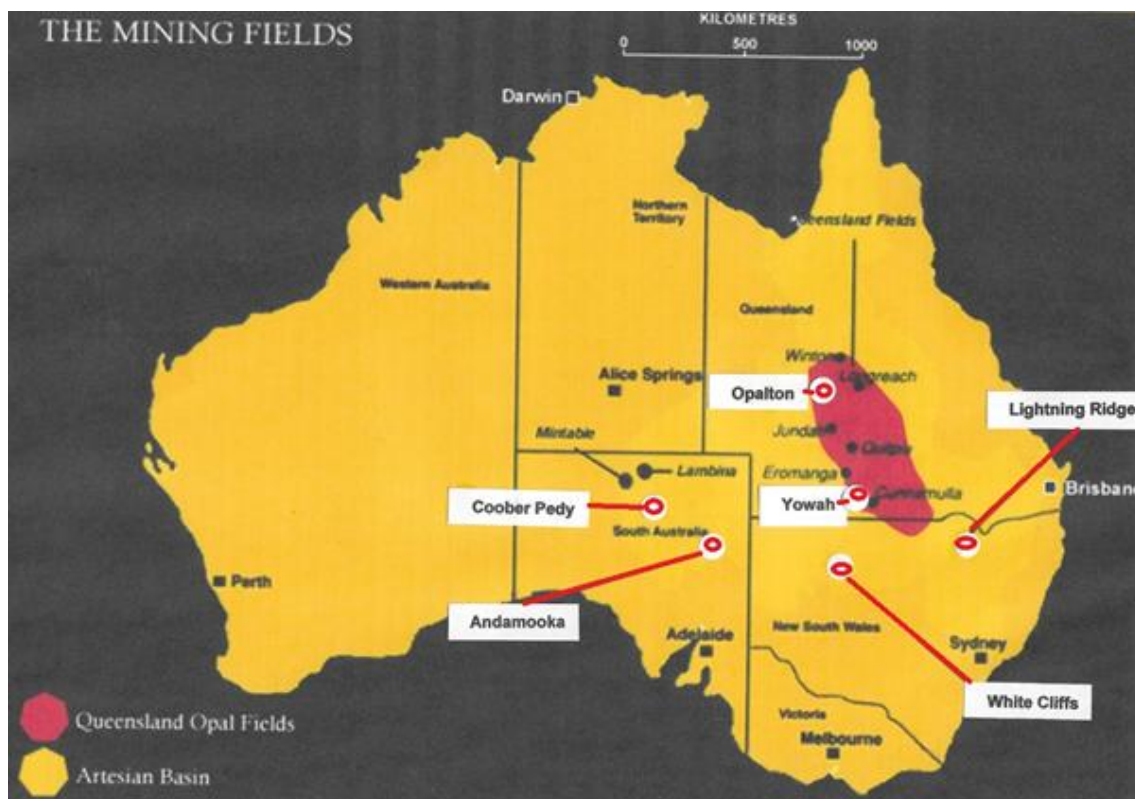 KILOMETRES
THE MINING FIELDS
0 500 1000
Darwin
Northern
Territory
Queensland Fields
Western Australia
Queensland
Winton
Longreach
Alice Springs
Opalton
Lightning Ridge
Jundah
Mintable
Quilpie
Lambina
Eromanga
Cunnamulla
Brisbane
Coober Pedy
Yowah
South Australia
Perth
Andamooka
New South Wales
Adelaide
Sydney
White Cliffs
Victoria
Queensland Opal Fields
Melbourne
Artesian Basin